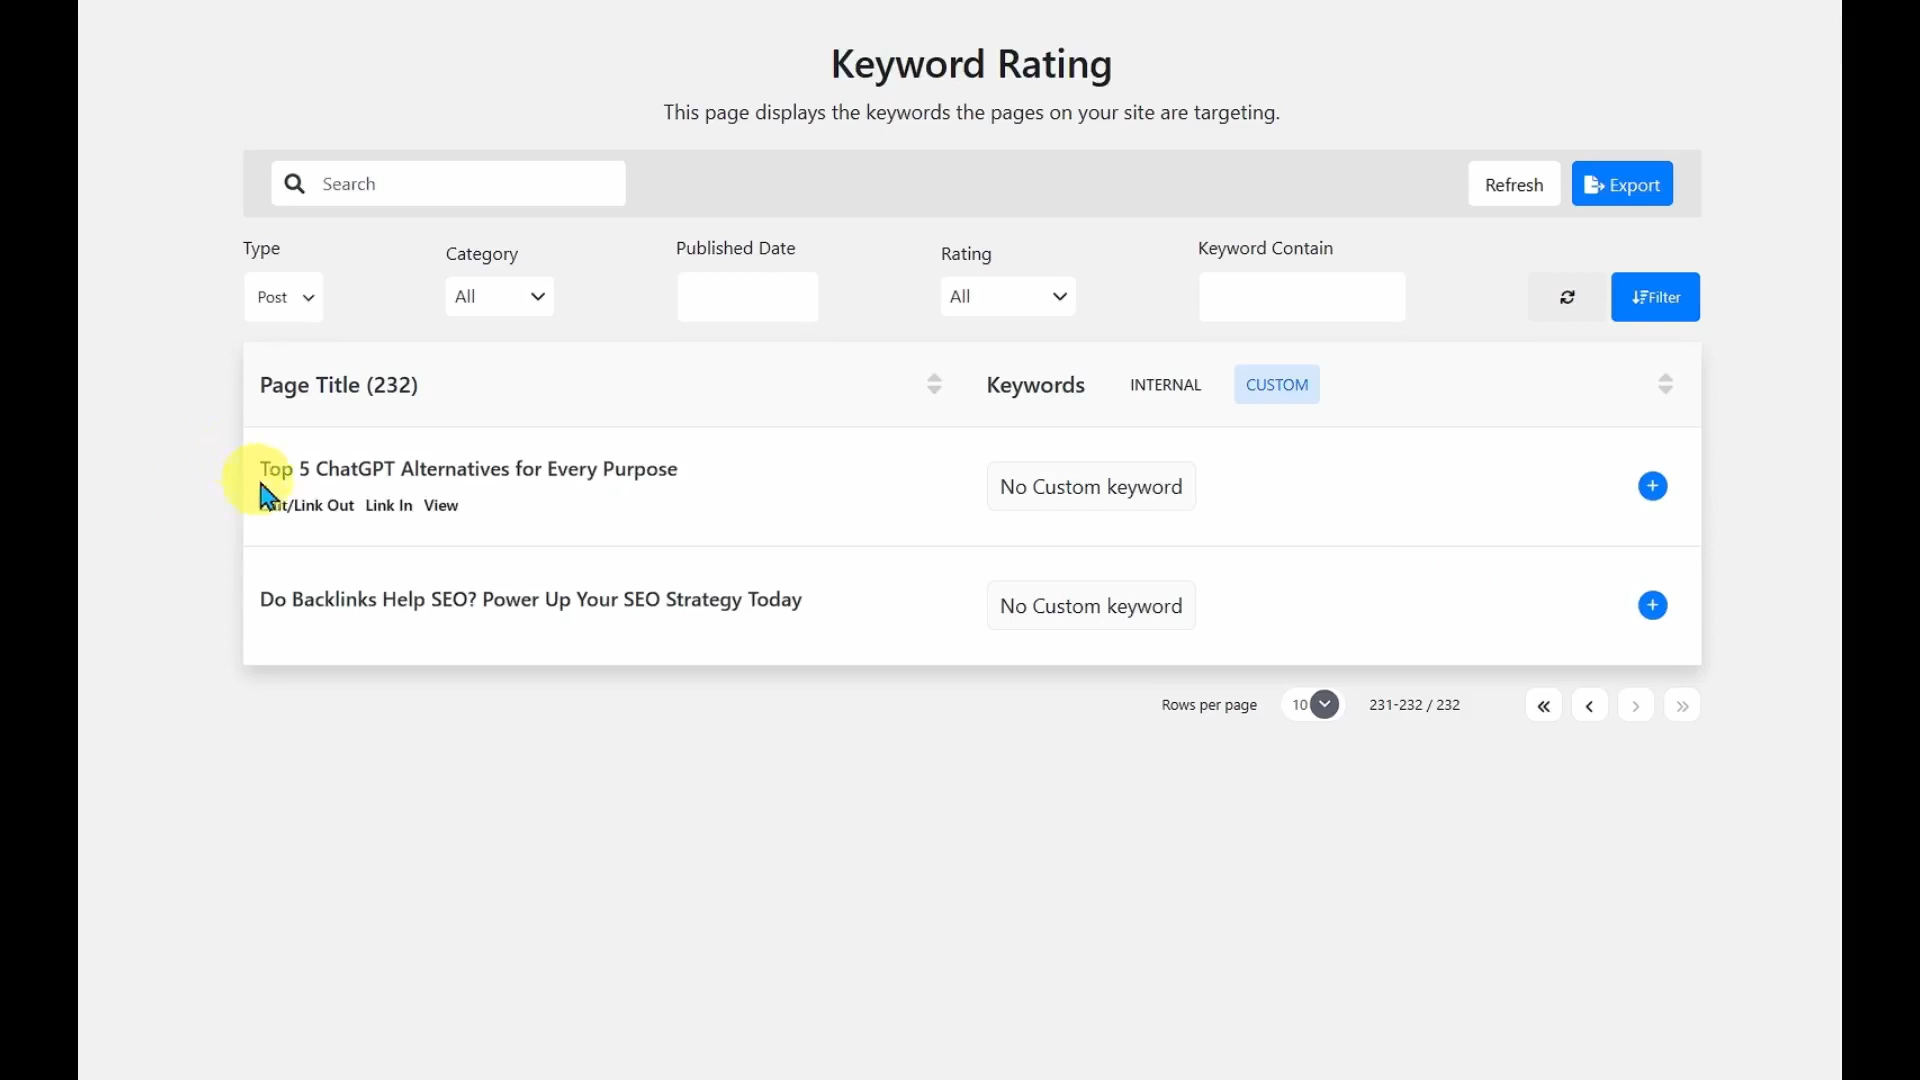 Keyword Rating
This page displays the keywords the pages on your site are targeting.
Search
Refresh
Export
Type
Category
Published Date
Rating
Keyword Contain
Post
All
All
Filter
Page Title (232)
Keywords
INTERNAL
CUSTOM
Top 5 ChatGPT Alternatives for Every Purpose
/Link Out Link In View
No Custom keyword
Do Backlinks Help SEO? Power Up Your SEO Strategy Today
No Custom keyword
Rows per page
10
231-232 / 232